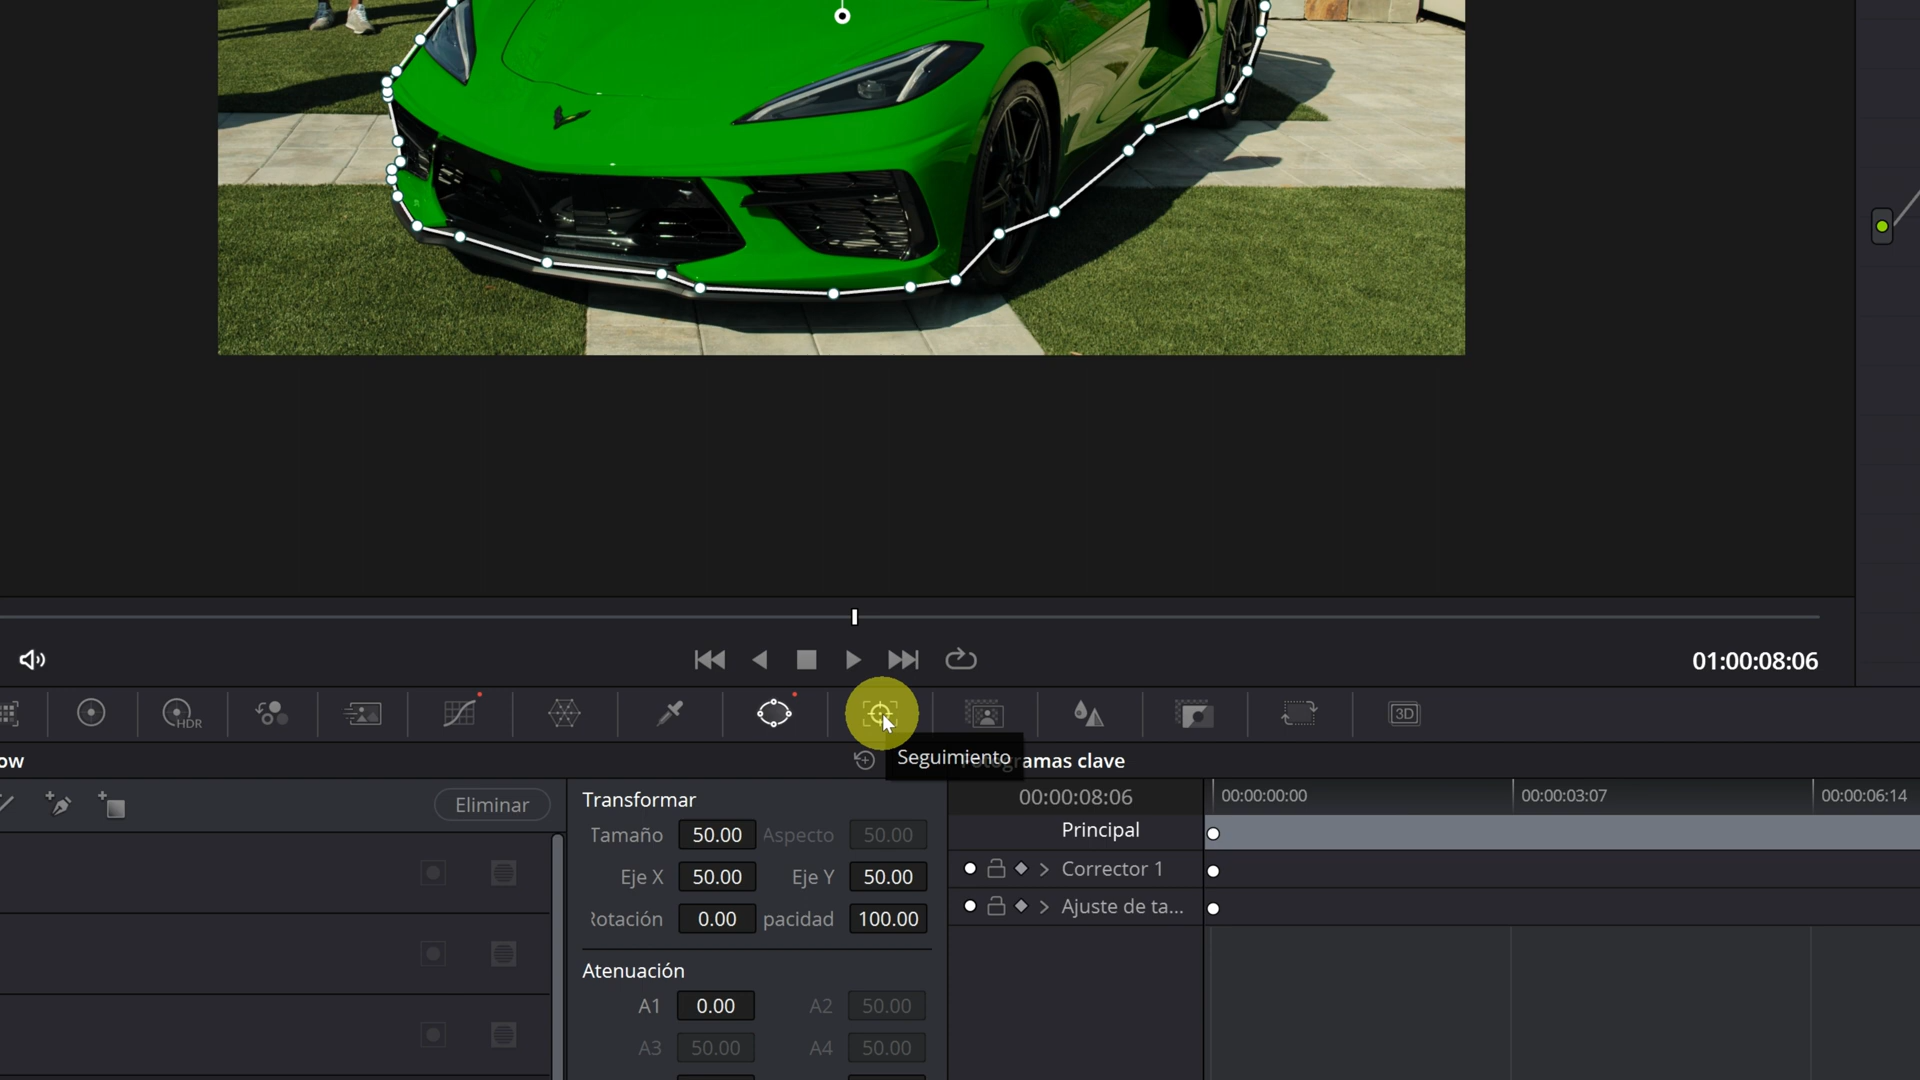 01:00:08:06
HDR
3D
ow
Seguimiento
amas clave
Eliminar
Transformar
00:00:08:06
00:00:00:00
00:00:03:07
00:00:06:14
Tamaño 50.00 Aspecto 50.00
Principal
Eje X 50.00 Eje Y 50.00
Corrector 1
Rotación 0.00 pacidad 100.00
Ajuste de ta...
Atenuación
A1 0.00 A2 50.00
A3 50.00 A4 50.00